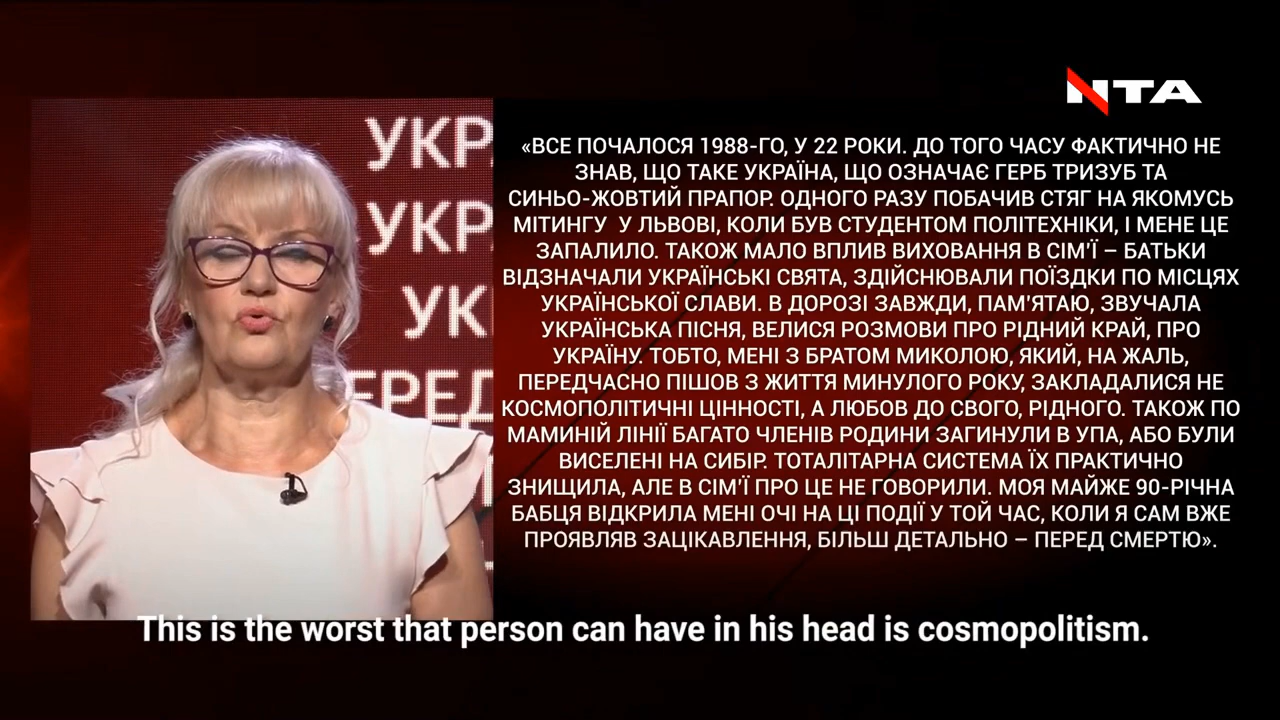 NTA
УКР
УКР
УК
ЕРЕД
«ВСЕ ПОЧАЛОСЯ 1988-ГО, У 22 РОКИ. ДО ТОГО ЧАСУ ФАКТИЧНО НЕ
ЗНАВ, ЩО ТАКЕ УКРАЇНА, ЩО ОЗНАЧАЄ ГЕРБ ТРИЗУБ ТА
СИНЬО-ЖОВТИЙ ПРАПОР. ОДНОГО РАЗУ ПОБАЧИВ СТЯГ НА ЯКОМУСЬ
МІТИНГУ У ЛЬВОВІ, КОЛИ БУВ СТУДЕНТОМ ПОЛІТЕХНІКИ, І МЕНЕ ЦЕ
ЗАПАЛИЛО. ТАКОЖ МАЛО ВПЛИВ ВИХОВАННЯ В СІМ'Ї – БАТЬКИ
ВІДЗНАЧАЛИ УКРАЇНСЬКІ СВЯТА, ЗДІЙСНЮВАЛИ ПОЇЗДКИ ПО МІСЦЯХ
УКРАЇНСЬКОЇ СЛАВИ. В ДОРОЗІ ЗАВЖДИ, ПАМ'ЯТАЮ, ЗВУЧАЛА
УКРАЇНСЬКА ПІСНЯ, ВЕЛИСЯ РОЗМОВИ ПРО РІДНИЙ КРАЙ, ПРО
УКРАЇНУ. ТОБТО, МЕНІ З БРАТОМ МИКОЛОЮ, ЯКИЙ, НА ЖАЛЬ,
ПЕРЕДЧАСНО ПІШОВ З ЖИТТЯ МИНУЛОГО РОКУ, ЗАКЛАДАЛИСЯ НЕ
КОСМОПОЛІТИЧНІ ЦІННОСТІ, А ЛЮБОВ ДО СВОГО, РІДНОГО. ТАКОЖ ПО
МАМИНІЙ ЛІНІЇ БАГАТО ЧЛЕНІВ РОДИНИ ЗАГИНУЛИ В УПА, АБО БУЛИ
ВИСЕЛЕНІ НА СИБІР. ТОТАЛІТАРНА СИСТЕМА ЇХ ПРАКТИЧНО
ЗНИЩИЛА, АЛЕ В СІМ'Ї ПРО ЦЕ НЕ ГОВОРИЛИ. МОЯ МАЙЖЕ 90-РІЧНА
БАБЦЯ ВІДКРИЛА МЕНІ ОЧІ НА ЦІ ПОДІЇ У ТОЙ ЧАС, КОЛИ Я САМ ВЖЕ
ПРОЯВЛЯВ ЗАЦІКАВЛЕННЯ, БІЛЬШ ДЕТАЛЬНО – ПЕРЕД СМЕРТЮ».
This is the worst that person can have in his head is cosmopolitism.